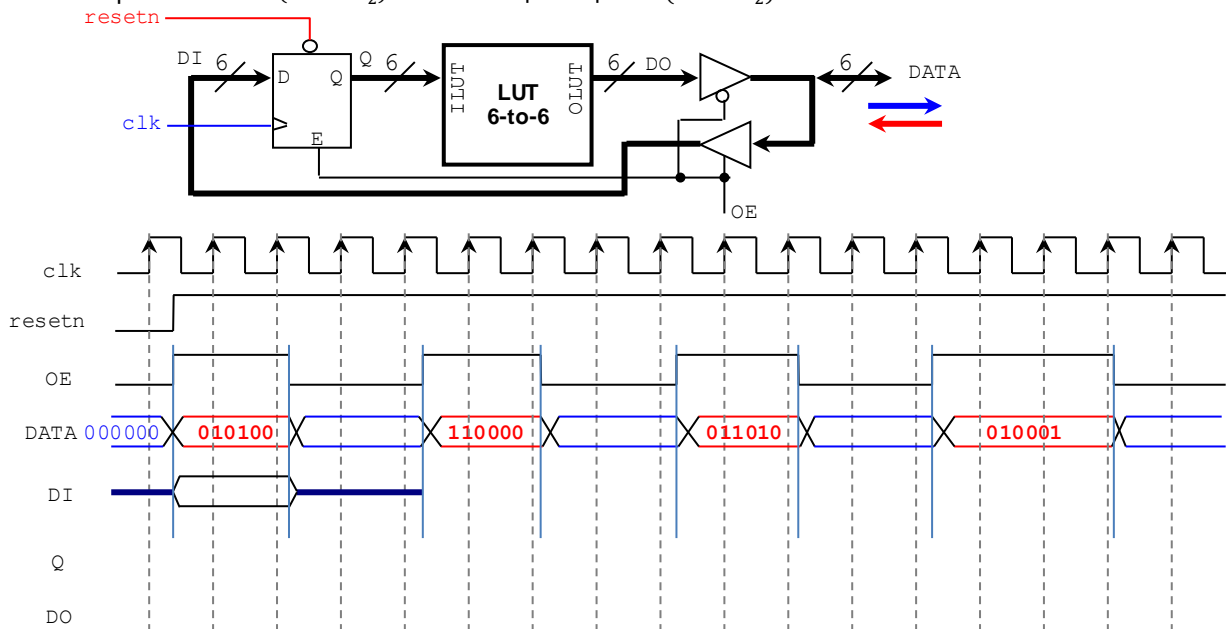 resetn
DI 6 Q 6 6 DO 6 DATA
D Q ILUT LUT OLUT
6-to-6
clk
E
OE
clk
resetn
OE
DATA 000000 010100 110000 011010 010001
DI
Q
DO